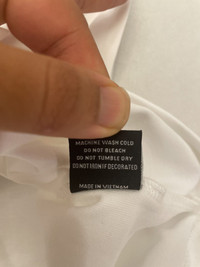 MACHINE WASH COLD
DO NOT BLEACH
DO NOT TUMBLE DRY
DO NOT IRON IF DECORATED
MADE IN VIETNAM